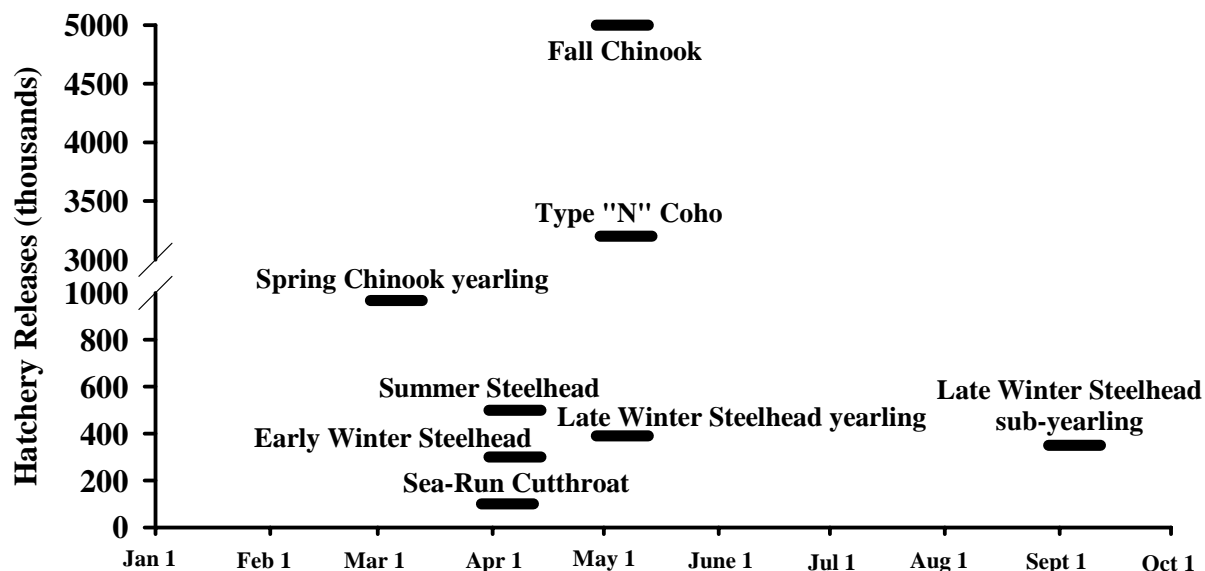 Hatchery Releases (thousands)
5000
4500
4000
3500
3000
1000
800
600
400
200
0
Fall Chinook
Type "N" Coho
Spring Chinook yearling
Summer Steelhead
Late Winter Steelhead
sub-yearling
Late Winter Steelhead yearling
Early Winter Steelhead
Sea-Run Cutthroat
Jan 1
Feb 1
Mar 1
Apr 1
May 1
June 1
Jul 1
Aug 1
Sept 1
Oct 1